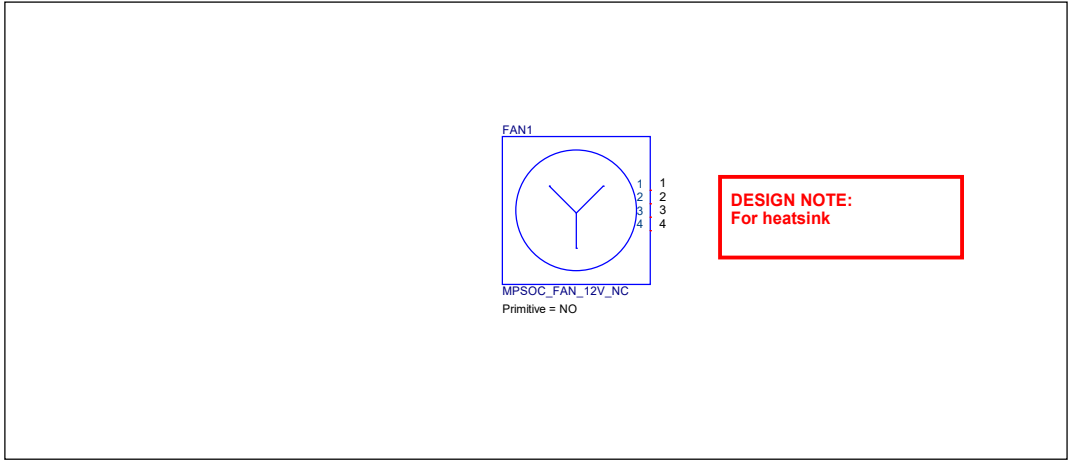 FAN1
1 1
2 2
3 3
4 4
DESIGN NOTE:
For heatsink
MPSOC_FAN_12V_NC
Primitive = NO